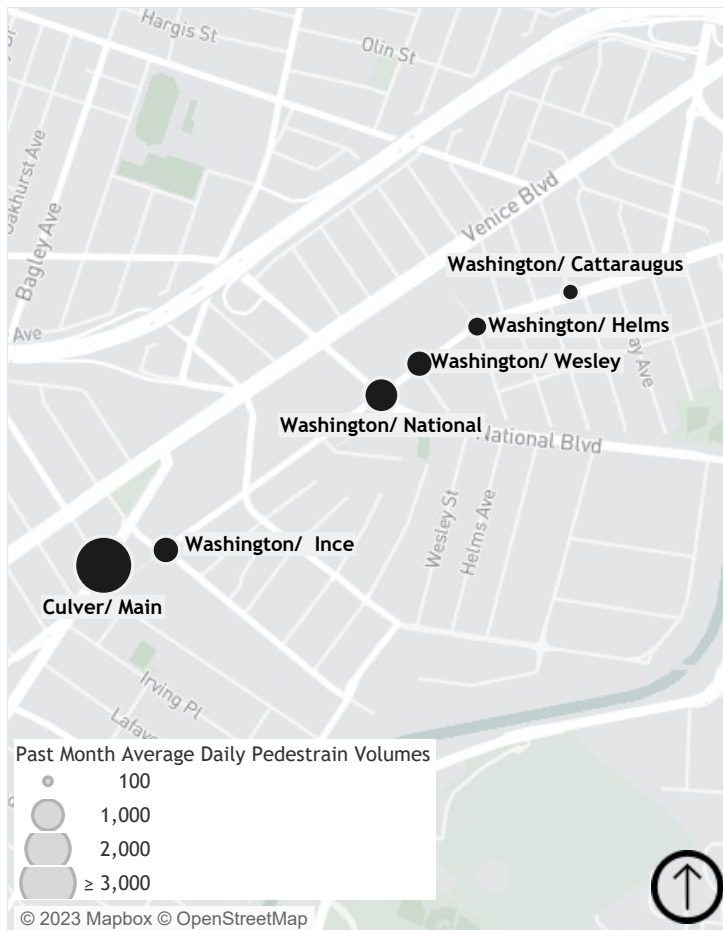 Hargis St
Olin St
Bagley Ave
Venice Blvd
Washington/ Cattaraugus
Washington/ Helms
Ave
Washington/ Wesley
ay Ave
Washington/ National
National Blvd
Wesley St
Helms Ave
Washington/ Ince
Culver/ Main
Irving Pl
Lafay
Past Month Average Daily Pedestrain Volumes
100
1,000
2,000
≥ 3,000
© 2023 Mapbox © OpenStreetMap